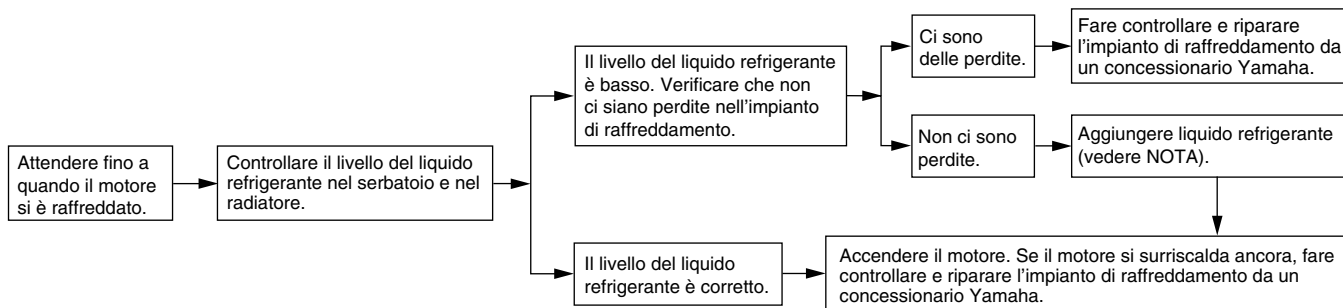 Attendere fino a
quando il motore
si è raffreddato.
Controllare il livello del liquido
refrigerante nel serbatoio e nel
radiatore.
Il livello del liquido refrigerante
è basso. Verificare che non
ci siano perdite nell'impianto
di raffreddamento.
Ci sono
delle perdite.
Fare controllare e riparare
l'impianto di raffreddamento da
un concessionario Yamaha.
Non ci sono
perdite.
Aggiungere liquido refrigerante
(vedere NOTA).
Il livello del liquido
refrigerante è corretto.
Accendere il motore. Se il motore si surriscalda ancora, fare
controllare e riparare l'impianto di raffreddamento da un
concessionario Yamaha.